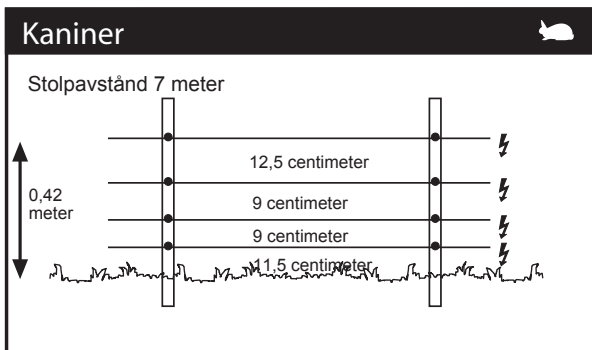 Kaniner
Stolpavstånd 7 meter
12,5 centimeter
0,42
meter
9 centimeter
9 centimeter
11,5 centimeter